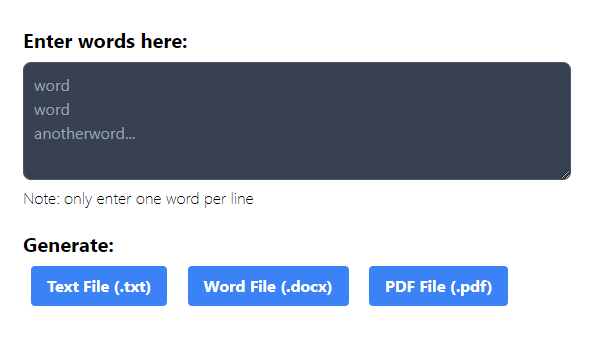 Enter words here:
word
word
anotherword...
Note: only enter one word per line
Generate:
Text File (.txt) Word File (.docx) PDF File (.pdf)